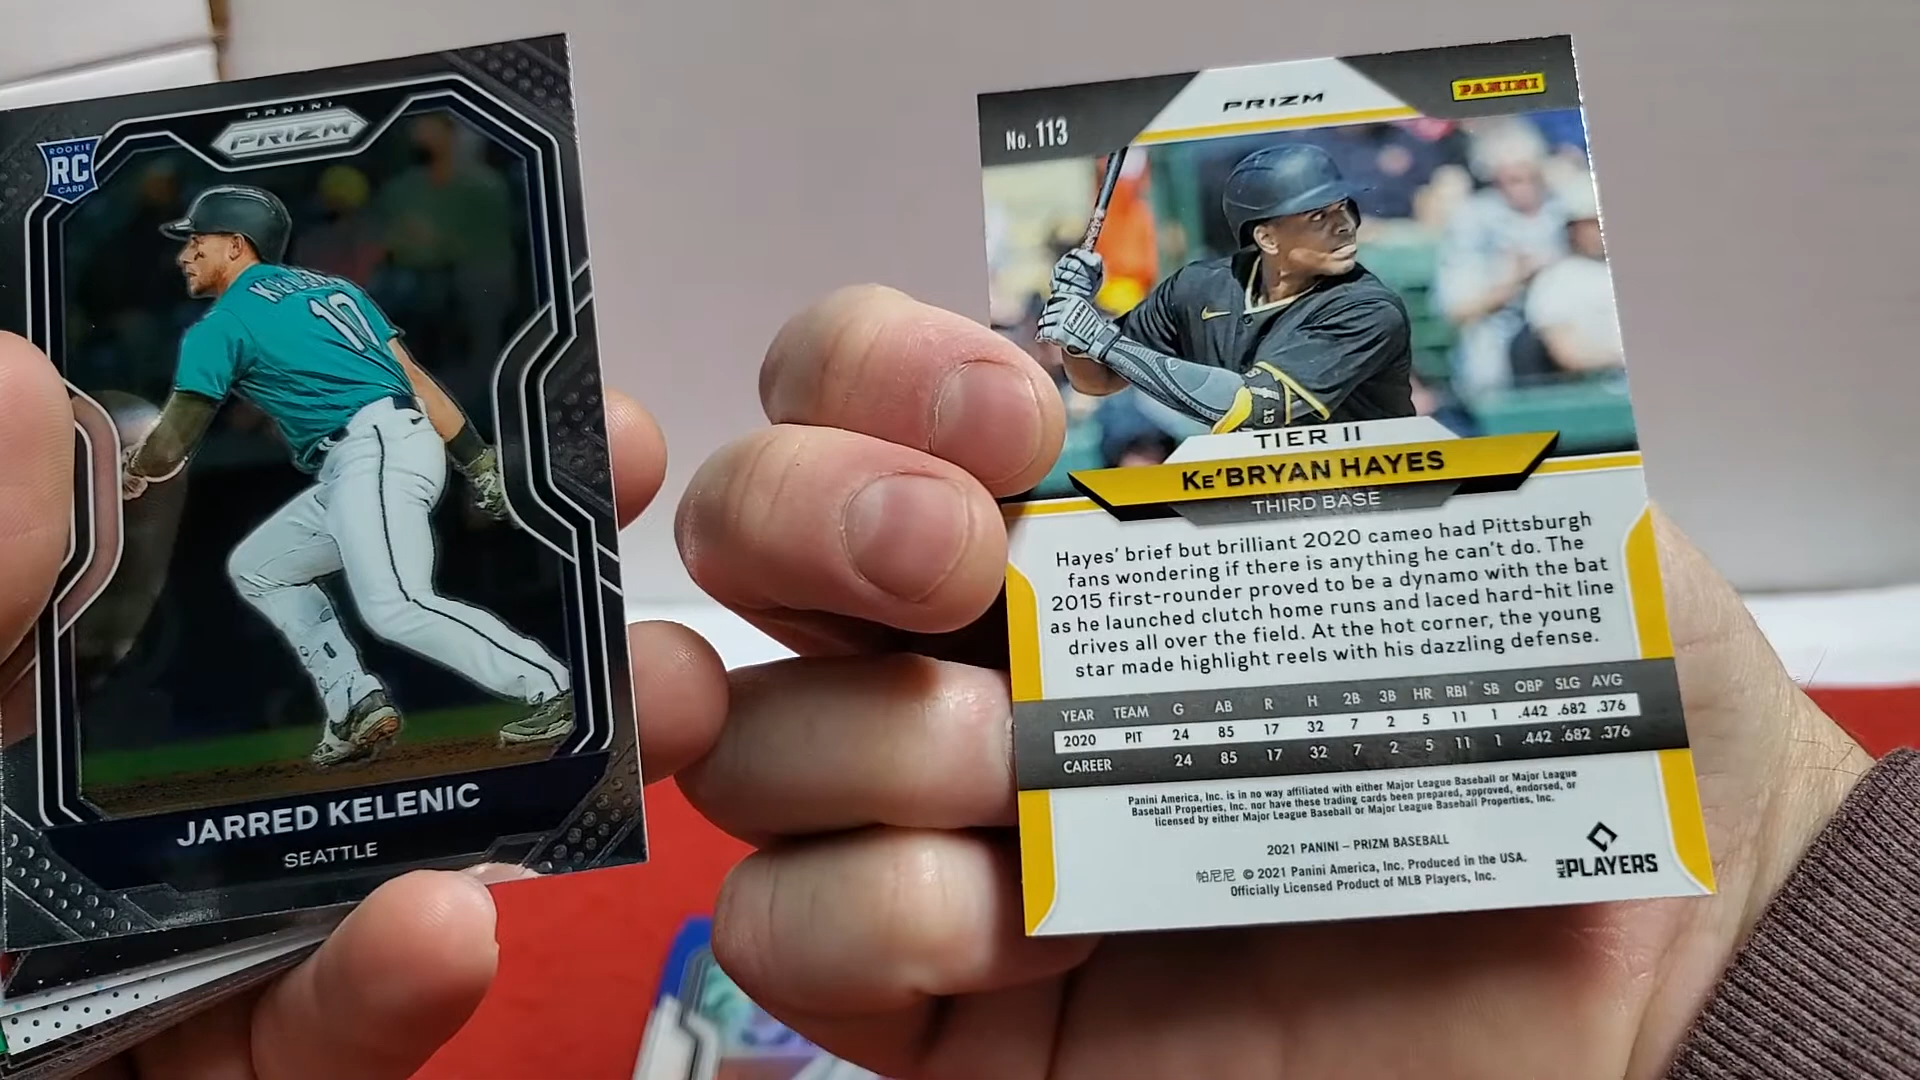 PANINI
PRIZM
ROOKIE
RC
CARD
KELENIC
10
JARRED KELENIC
SEATTLE
No. 113
PRIZM
PANINI
13
TIER II
KE'BRYAN HAYES
THIRD BASE
Hayes' brief but brilliant 2020 cameo had Pittsburgh
fans wondering if there is anything he can't do. The
2015 first-rounder proved to be a dynamo with the bat
as he launched clutch home runs and laced hard-hit line
drives all over the field. At the hot corner, the young
star made highlight reels with his dazzling defense.
YEAR TEAM G AB R H 2B 3B HR RBI SB OBP SLG AVG
2020 PIT 24 85 17 32 7 2 5 11 1 .442 .682 .376
CAREER 24 85 17 32 7 2 5 11 1 .442 .682 .376
Panini America, Inc. is in no way affiliated with either Major League Baseball or Major League
Baseball Properties, Inc. nor have these trading cards been prepared, approved, endorsed, or
licensed by either Major League Baseball or Major League Baseball Properties, Inc.
2021 PANINI – PRIZM BASEBALL
帕尼尼 © 2021 Panini America, Inc. Produced in the USA.
Officially Licensed Product of MLB Players, Inc.
MLB PLAYERS